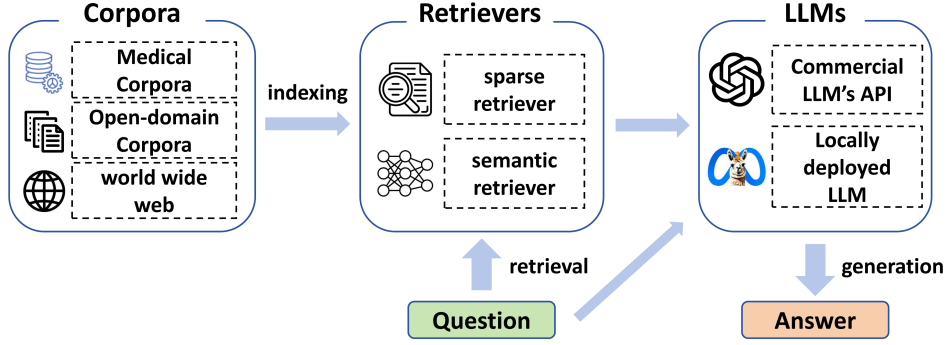 Corpora
Medical
Corpora
Open-domain
Corpora
world wide
web
indexing
Retrievers
sparse
retriever
semantic
retriever
LLMs
Commercial
LLM's API
Locally
deployed
LLM
retrieval
generation
Question
Answer